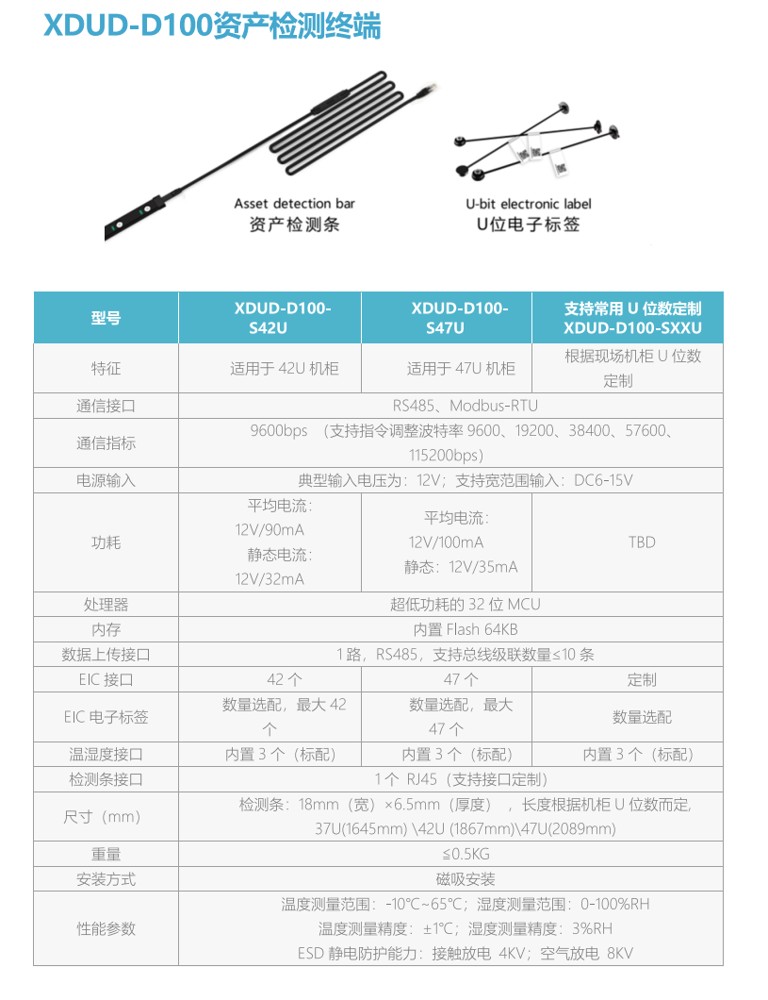 XDUD-D100资产检测终端
Asset detection bar
资产检测条
U-bit electronic label
U位电子标签
型号
XDUD-D100-
S42U
XDUD-D100-
S47U
支持常用 U 位数定制
XDUD-D100-SXXU
特征
适用于 42U 机柜
适用于 47U 机柜
根据现场机柜 U 位数
定制
通信接口
RS485、Modbus-RTU
通信指标
9600bps （支持指令调整波特率 9600、19200、38400、57600、
115200bps）
电源输入
典型输入电压为：12V；支持宽范围输入：DC6-15V
功耗
平均电流：
12V/90mA
静态电流：
12V/32mA
平均电流：
12V/100mA
静态：12V/35mA
TBD
处理器
超低功耗的 32 位 MCU
内存
内置 Flash 64KB
数据上传接口
1 路，RS485，支持总线级联数量≤10 条
EIC 接口
42 个
47 个
定制
EIC 电子标签
数量选配，最大 42
个
数量选配，最大
47 个
数量选配
温湿度接口
内置 3 个（标配）
内置 3 个（标配）
内置 3 个（标配）
检测条接口
1 个 RJ45（支持接口定制）
尺寸（mm）
检测条：18mm（宽）×6.5mm（厚度） ，长度根据机柜 U 位数而定,
37U(1645mm) \42U (1867mm)\47U(2089mm)
重量
≦0.5KG
安装方式
磁吸安装
性能参数
温度测量范围：-10℃~65℃；湿度测量范围：0-100%RH
温度测量精度：±1℃；湿度测量精度：3%RH
ESD 静电防护能力：接触放电 4KV；空气放电 8KV